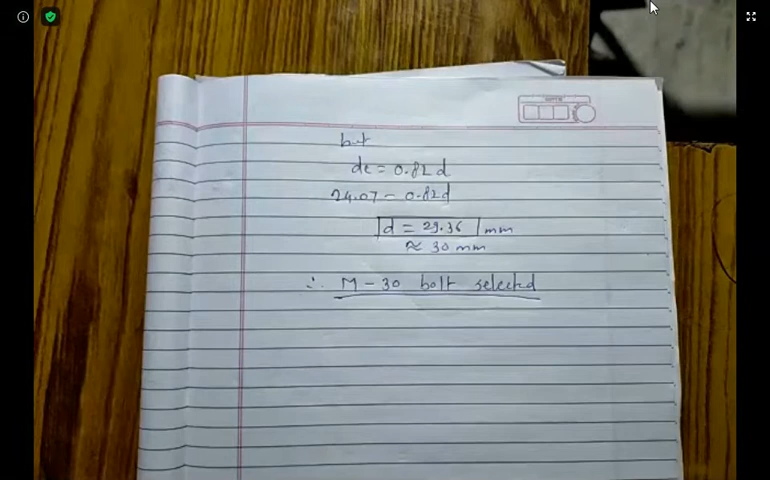 but
dc = 0.82 d
24.07 = 0.82d
d = 29.36 mm
≈ 30 mm
∴ M-30 bolt selected